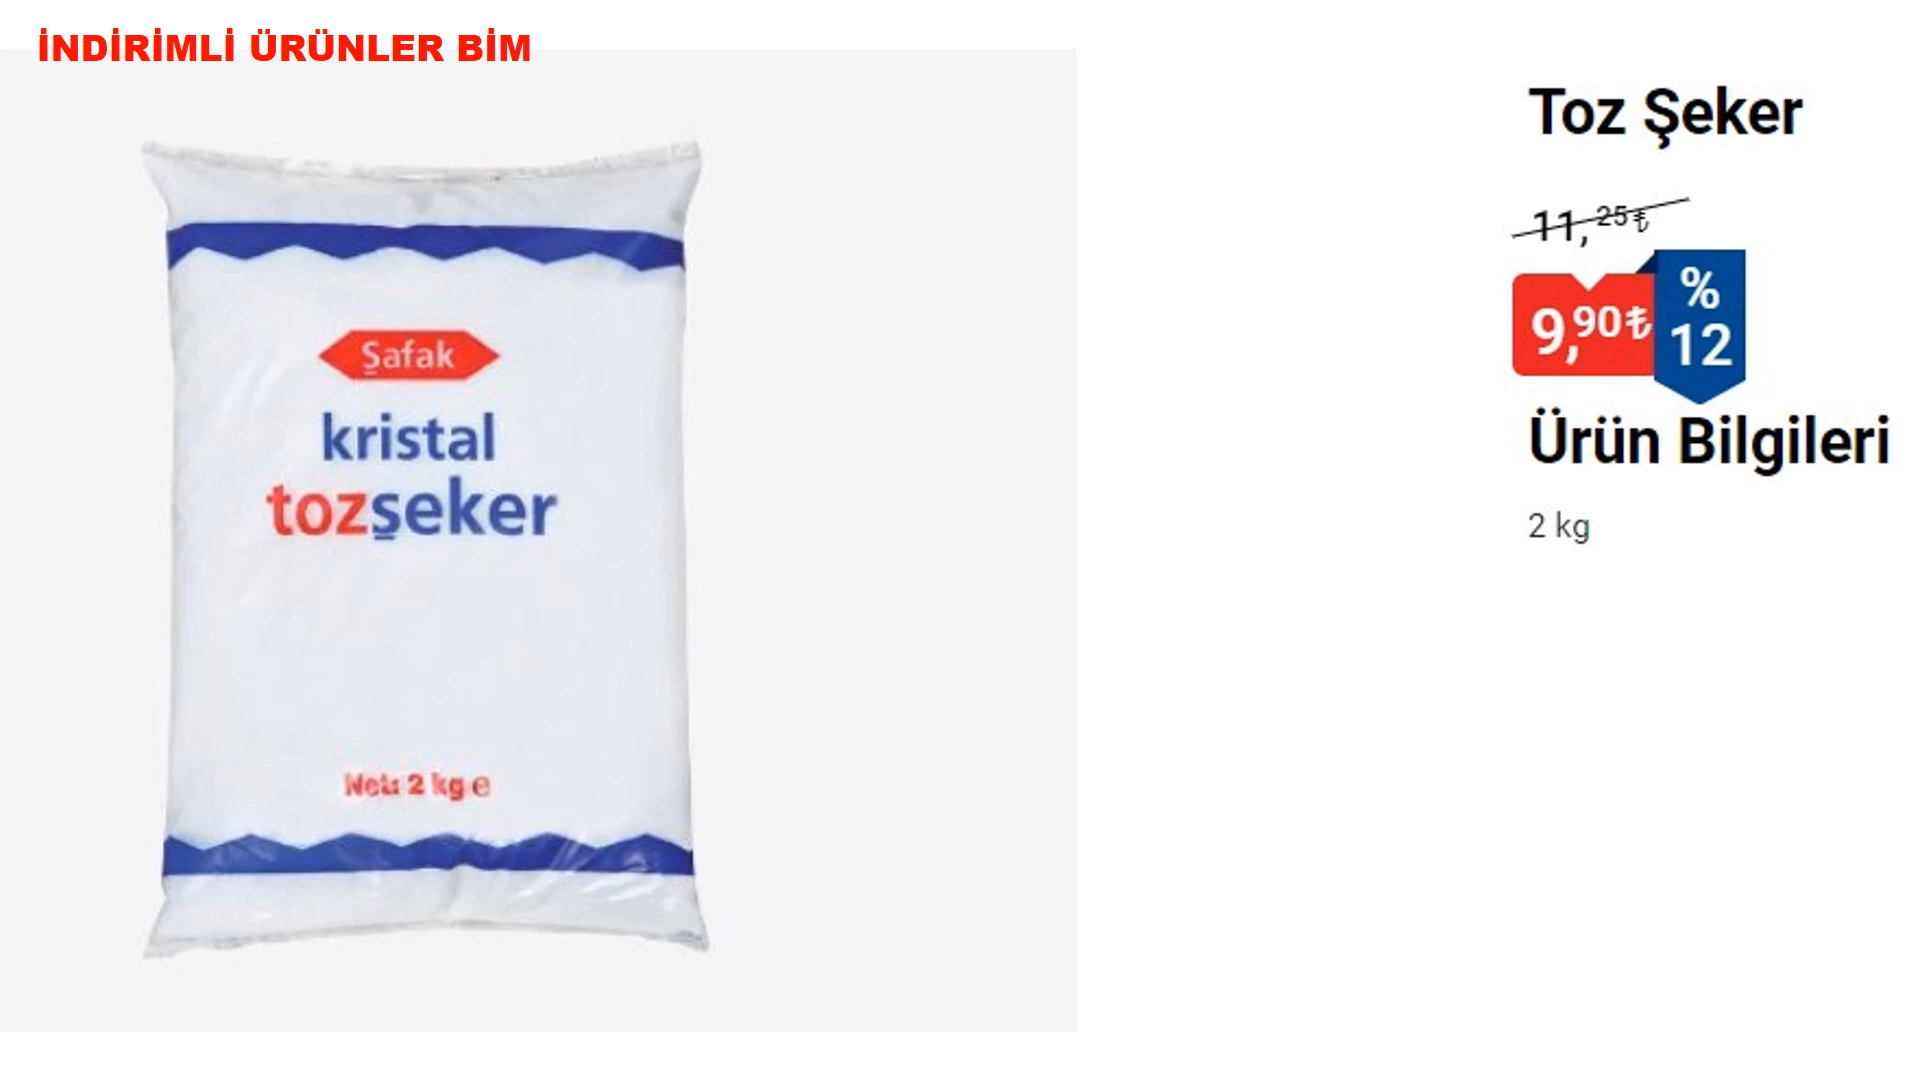 İNDİRİMLİ ÜRÜNLER BİM
Şafak
kristal
tozşeker
Net: 2 kg e
Toz Şeker
11,25₺
9,90₺
%
12
Ürün Bilgileri
2 kg